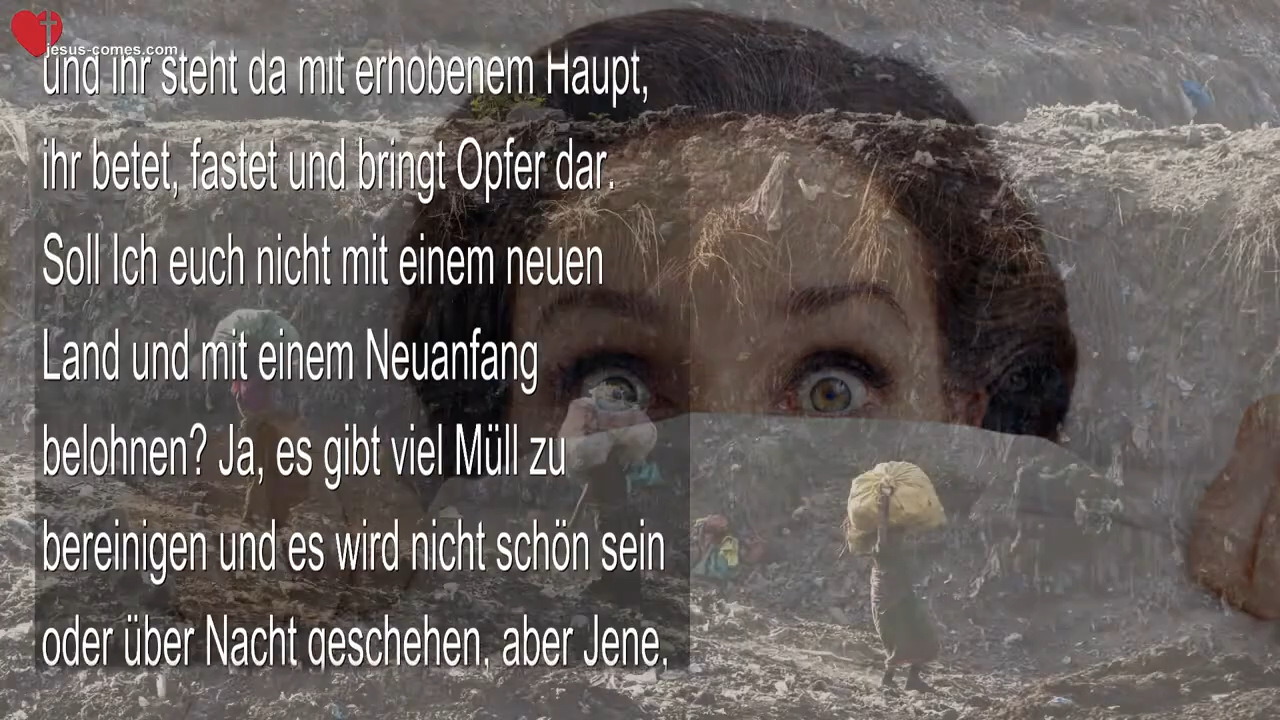 jesus-comes.com
und ihr steht da mit erhobenem Haupt,
ihr betet, fastet und bringt Opfer dar.
Soll Ich euch nicht mit einem neuen
Land und mit einem Neuanfang
belohnen? Ja, es gibt viel Müll zu
bereinigen und es wird nicht schön sein
oder über Nacht geschehen, aber Jene,